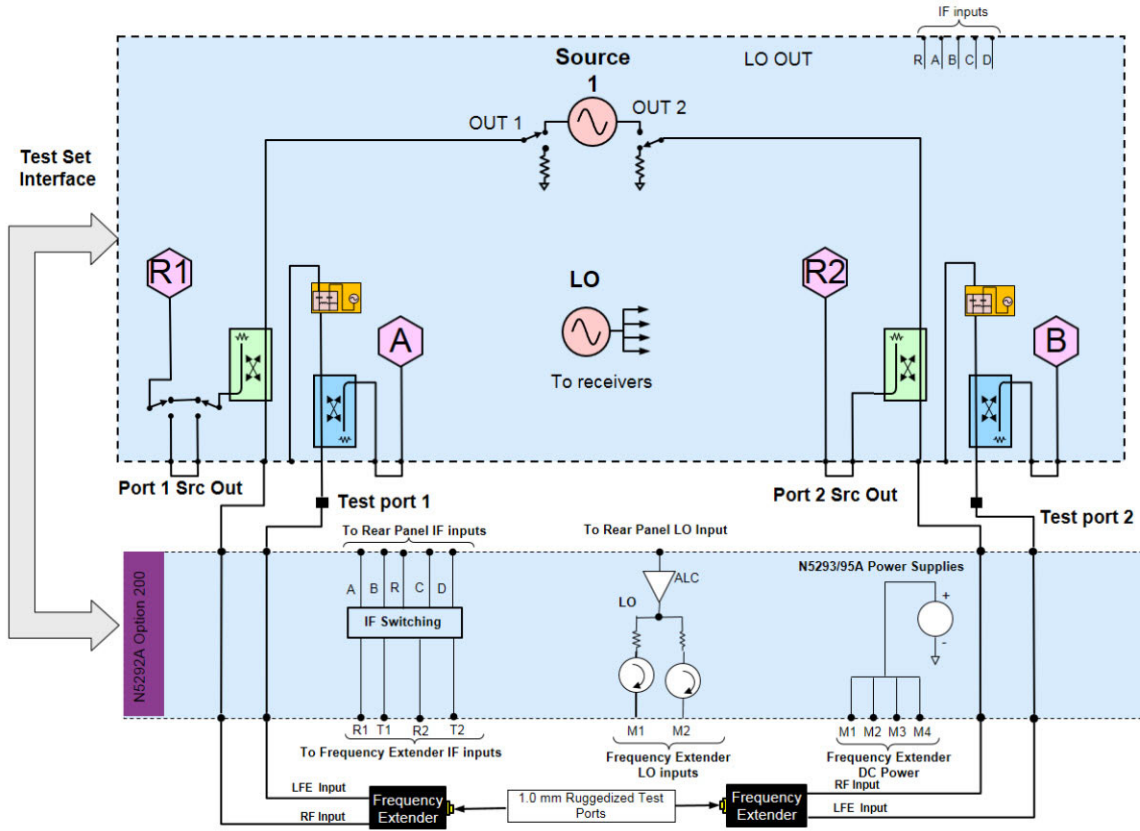 IF inputs
R A B C D
LO OUT
Source
1
OUT 1
OUT 2
Test Set
Interface
R1
A
LO
To receivers
R2
B
Port 1 Src Out
Test port 1
Port 2 Src Out
Test port 2
To Rear Panel IF inputs
A B R C D
IF Switching
R1 T1 R2 T2
To Frequency Extender IF inputs
To Rear Panel LO Input
ALC
LO
M1 M2
Frequency Extender
LO inputs
N5293/95A Power Supplies
+
-
M1 M2 M3 M4
Frequency Extender
DC Power
N5292A Option 200
LFE Input
RF Input
Frequency
Extender
1.0 mm Ruggedized Test
Ports
Frequency
Extender
RF Input
LFE Input